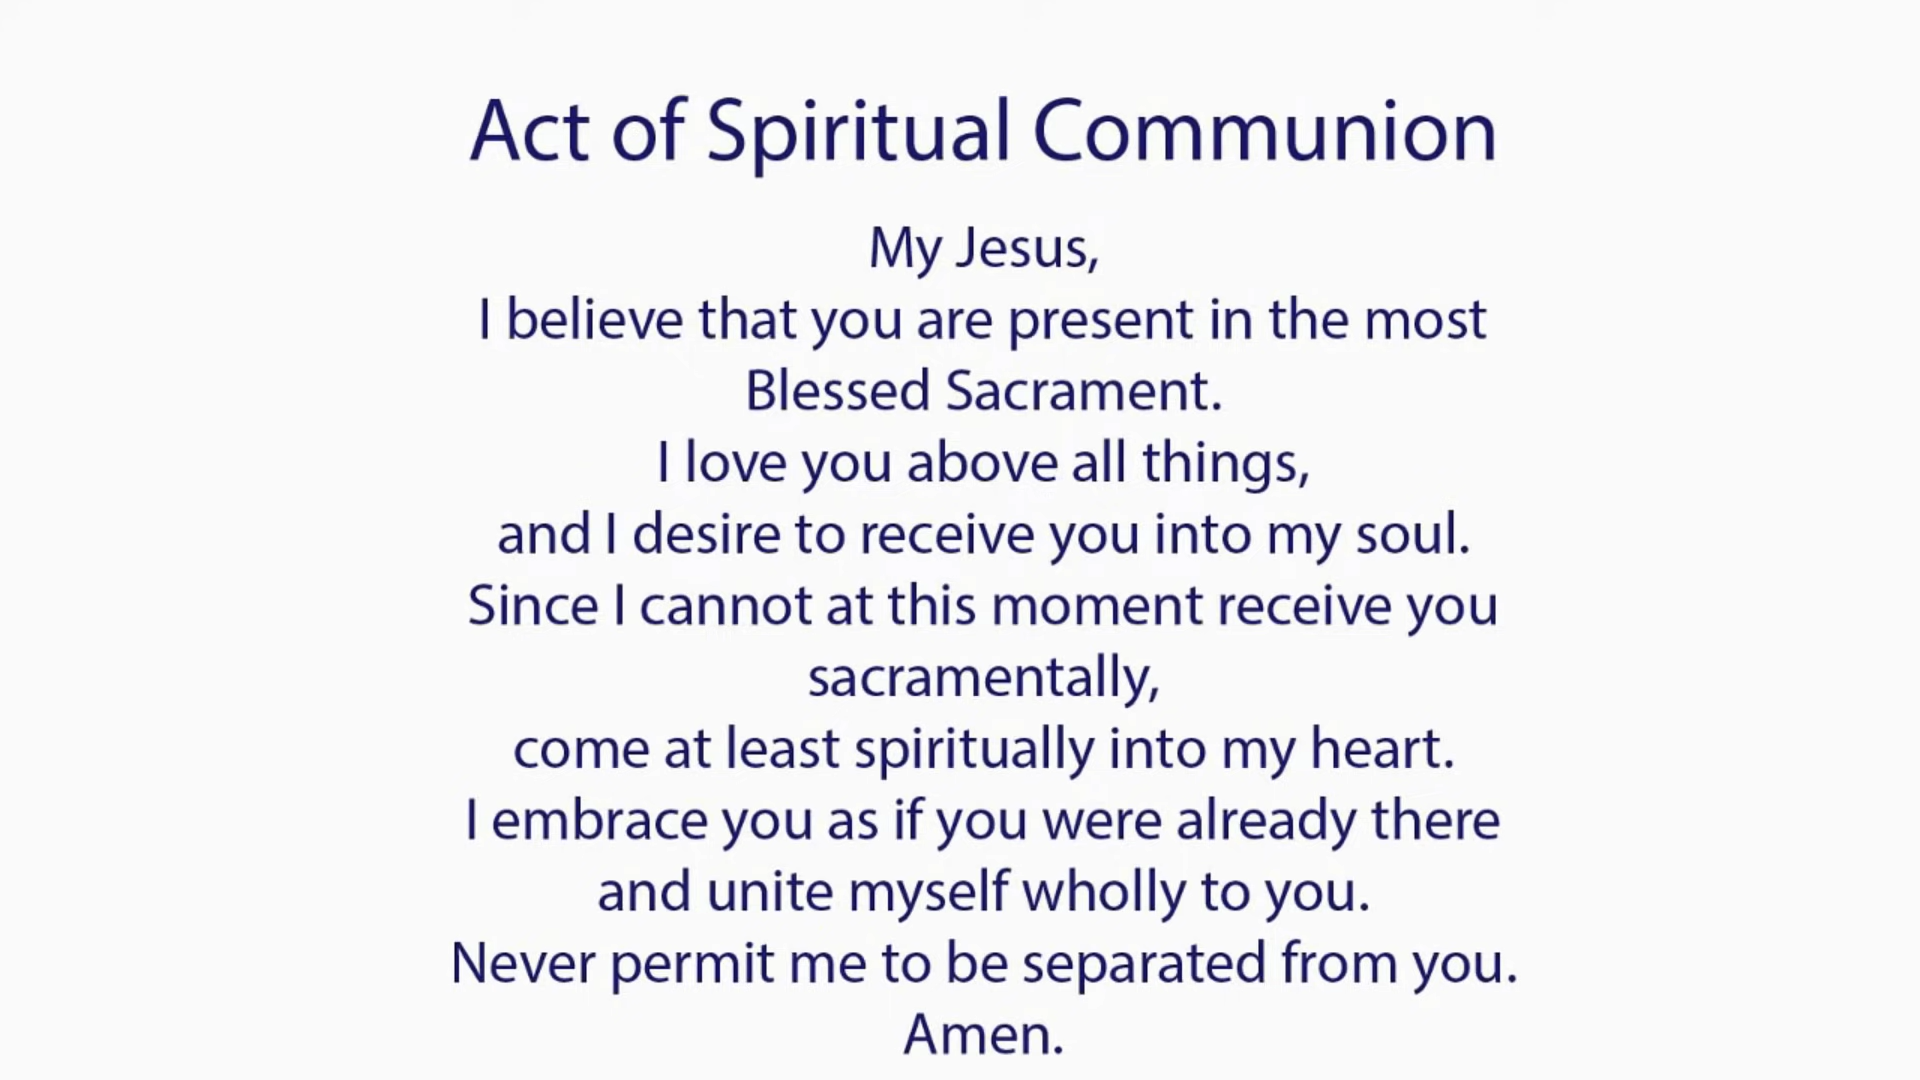 Act of Spiritual Communion
My Jesus,
I believe that you are present in the most
Blessed Sacrament.
I love you above all things,
and I desire to receive you into my soul.
Since I cannot at this moment receive you
sacramentally,
come at least spiritually into my heart.
I embrace you as if you were already there
and unite myself wholly to you.
Never permit me to be separated from you.
Amen.